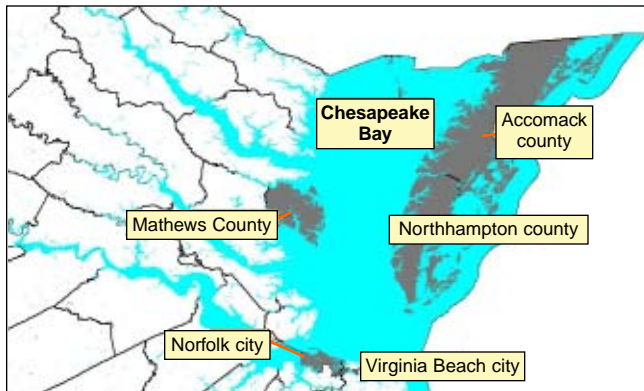 Chesapeake
Bay
Accomack
county
Mathews County
Northhampton county
Norfolk city
Virginia Beach city